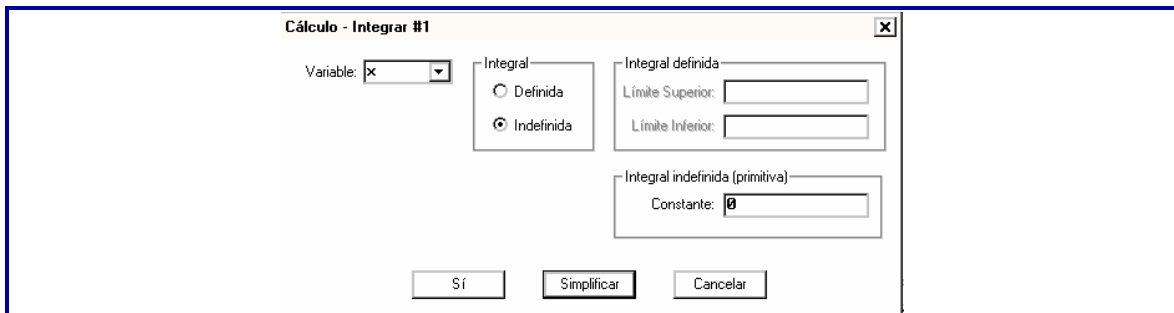 Cálculo - Integrar #1
Variable: x
Integral
Definida
Indefinida
Integral definida
Límite Superior:
Límite Inferior:
Integral indefinida (primitiva)
Constante: 0
Sí Simplificar Cancelar